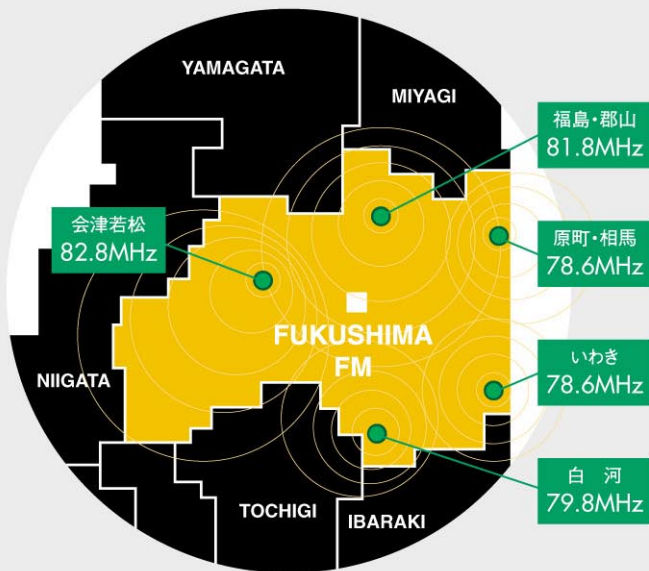 YAMAGATA
MIYAGI
福島・郡山
81.8MHz
会津若松
82.8MHz
原町・相馬
78.6MHz
FUKUSHIMA
FM
NIIGATA
いわき
78.6MHz
白 河
79.8MHz
TOCHIGI
IBARAKI